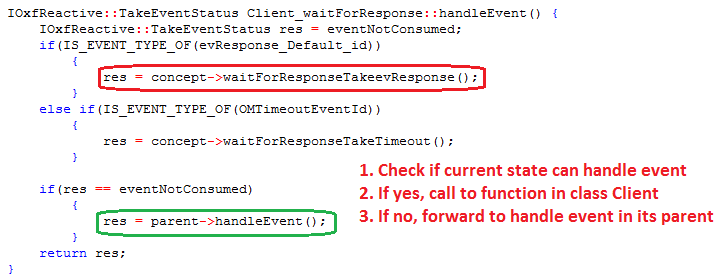 IOxfReactive::TakeEventStatus Client_waitForResponse::handleEvent() {
    IOxfReactive::TakeEventStatus res = eventNotConsumed;
    if(IS_EVENT_TYPE_OF(evResponse_Default_id))
        {
            res = concept->waitForResponseTakeevResponse();
        }
    else if(IS_EVENT_TYPE_OF(OMTimeoutEventId))
        {
            res = concept->waitForResponseTakeTimeout();
        }
    if(res == eventNotConsumed)
        {
            res = parent->handleEvent();
        }
    return res;
}
1. Check if current state can handle event
2. If yes, call to function in class Client
3. If no, forward to handle event in its parent